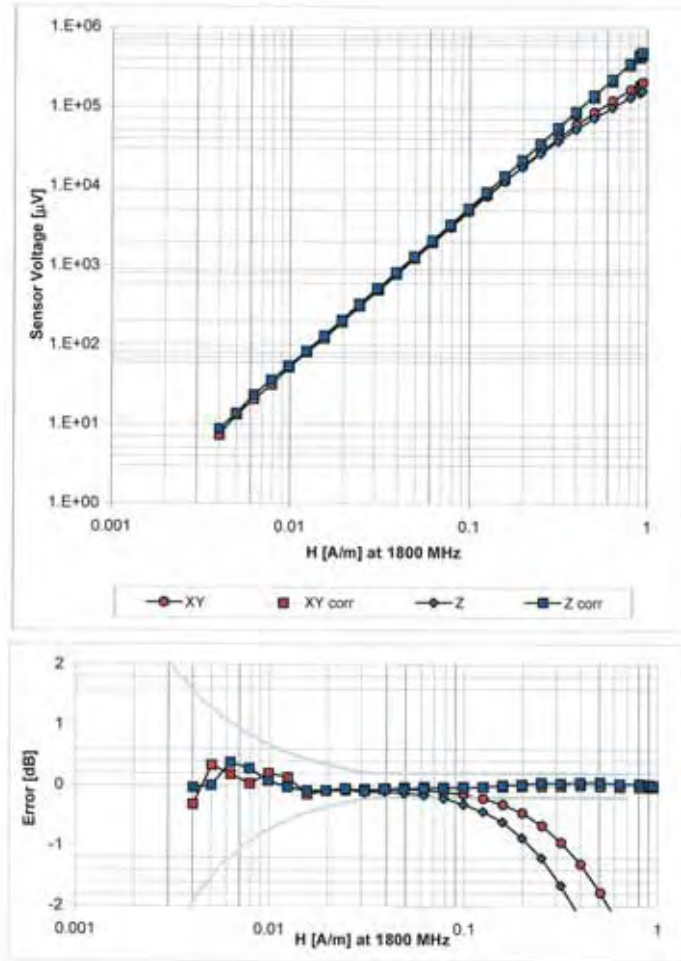 1.E+06
1.E+05
1.E+04
1.E+03
1.E+02
1.E+01
1.E+00
Sensor Voltage [µV]
0.001 0.01 0.1 1
H [A/m] at 1800 MHz
XY XY corr Z Z corr
2
1
0
-1
-2
Error [dB]
0.001 0.01 0.1 1
H [A/m] at 1800 MHz